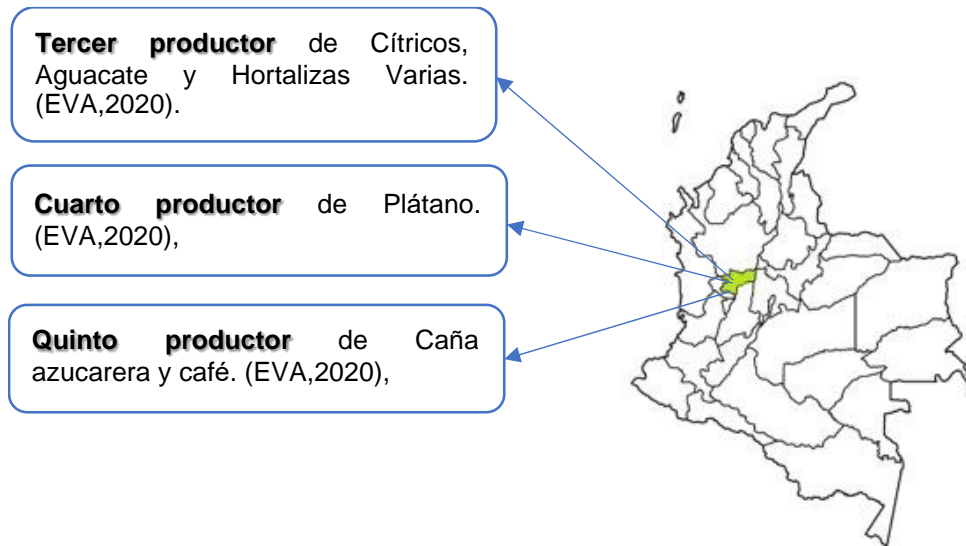 Tercer productor de Cítricos,
Aguacate y Hortalizas Varias.
(EVA,2020).
Cuarto productor de Plátano.
(EVA,2020),
Quinto productor de Caña
azucarera y café. (EVA,2020),